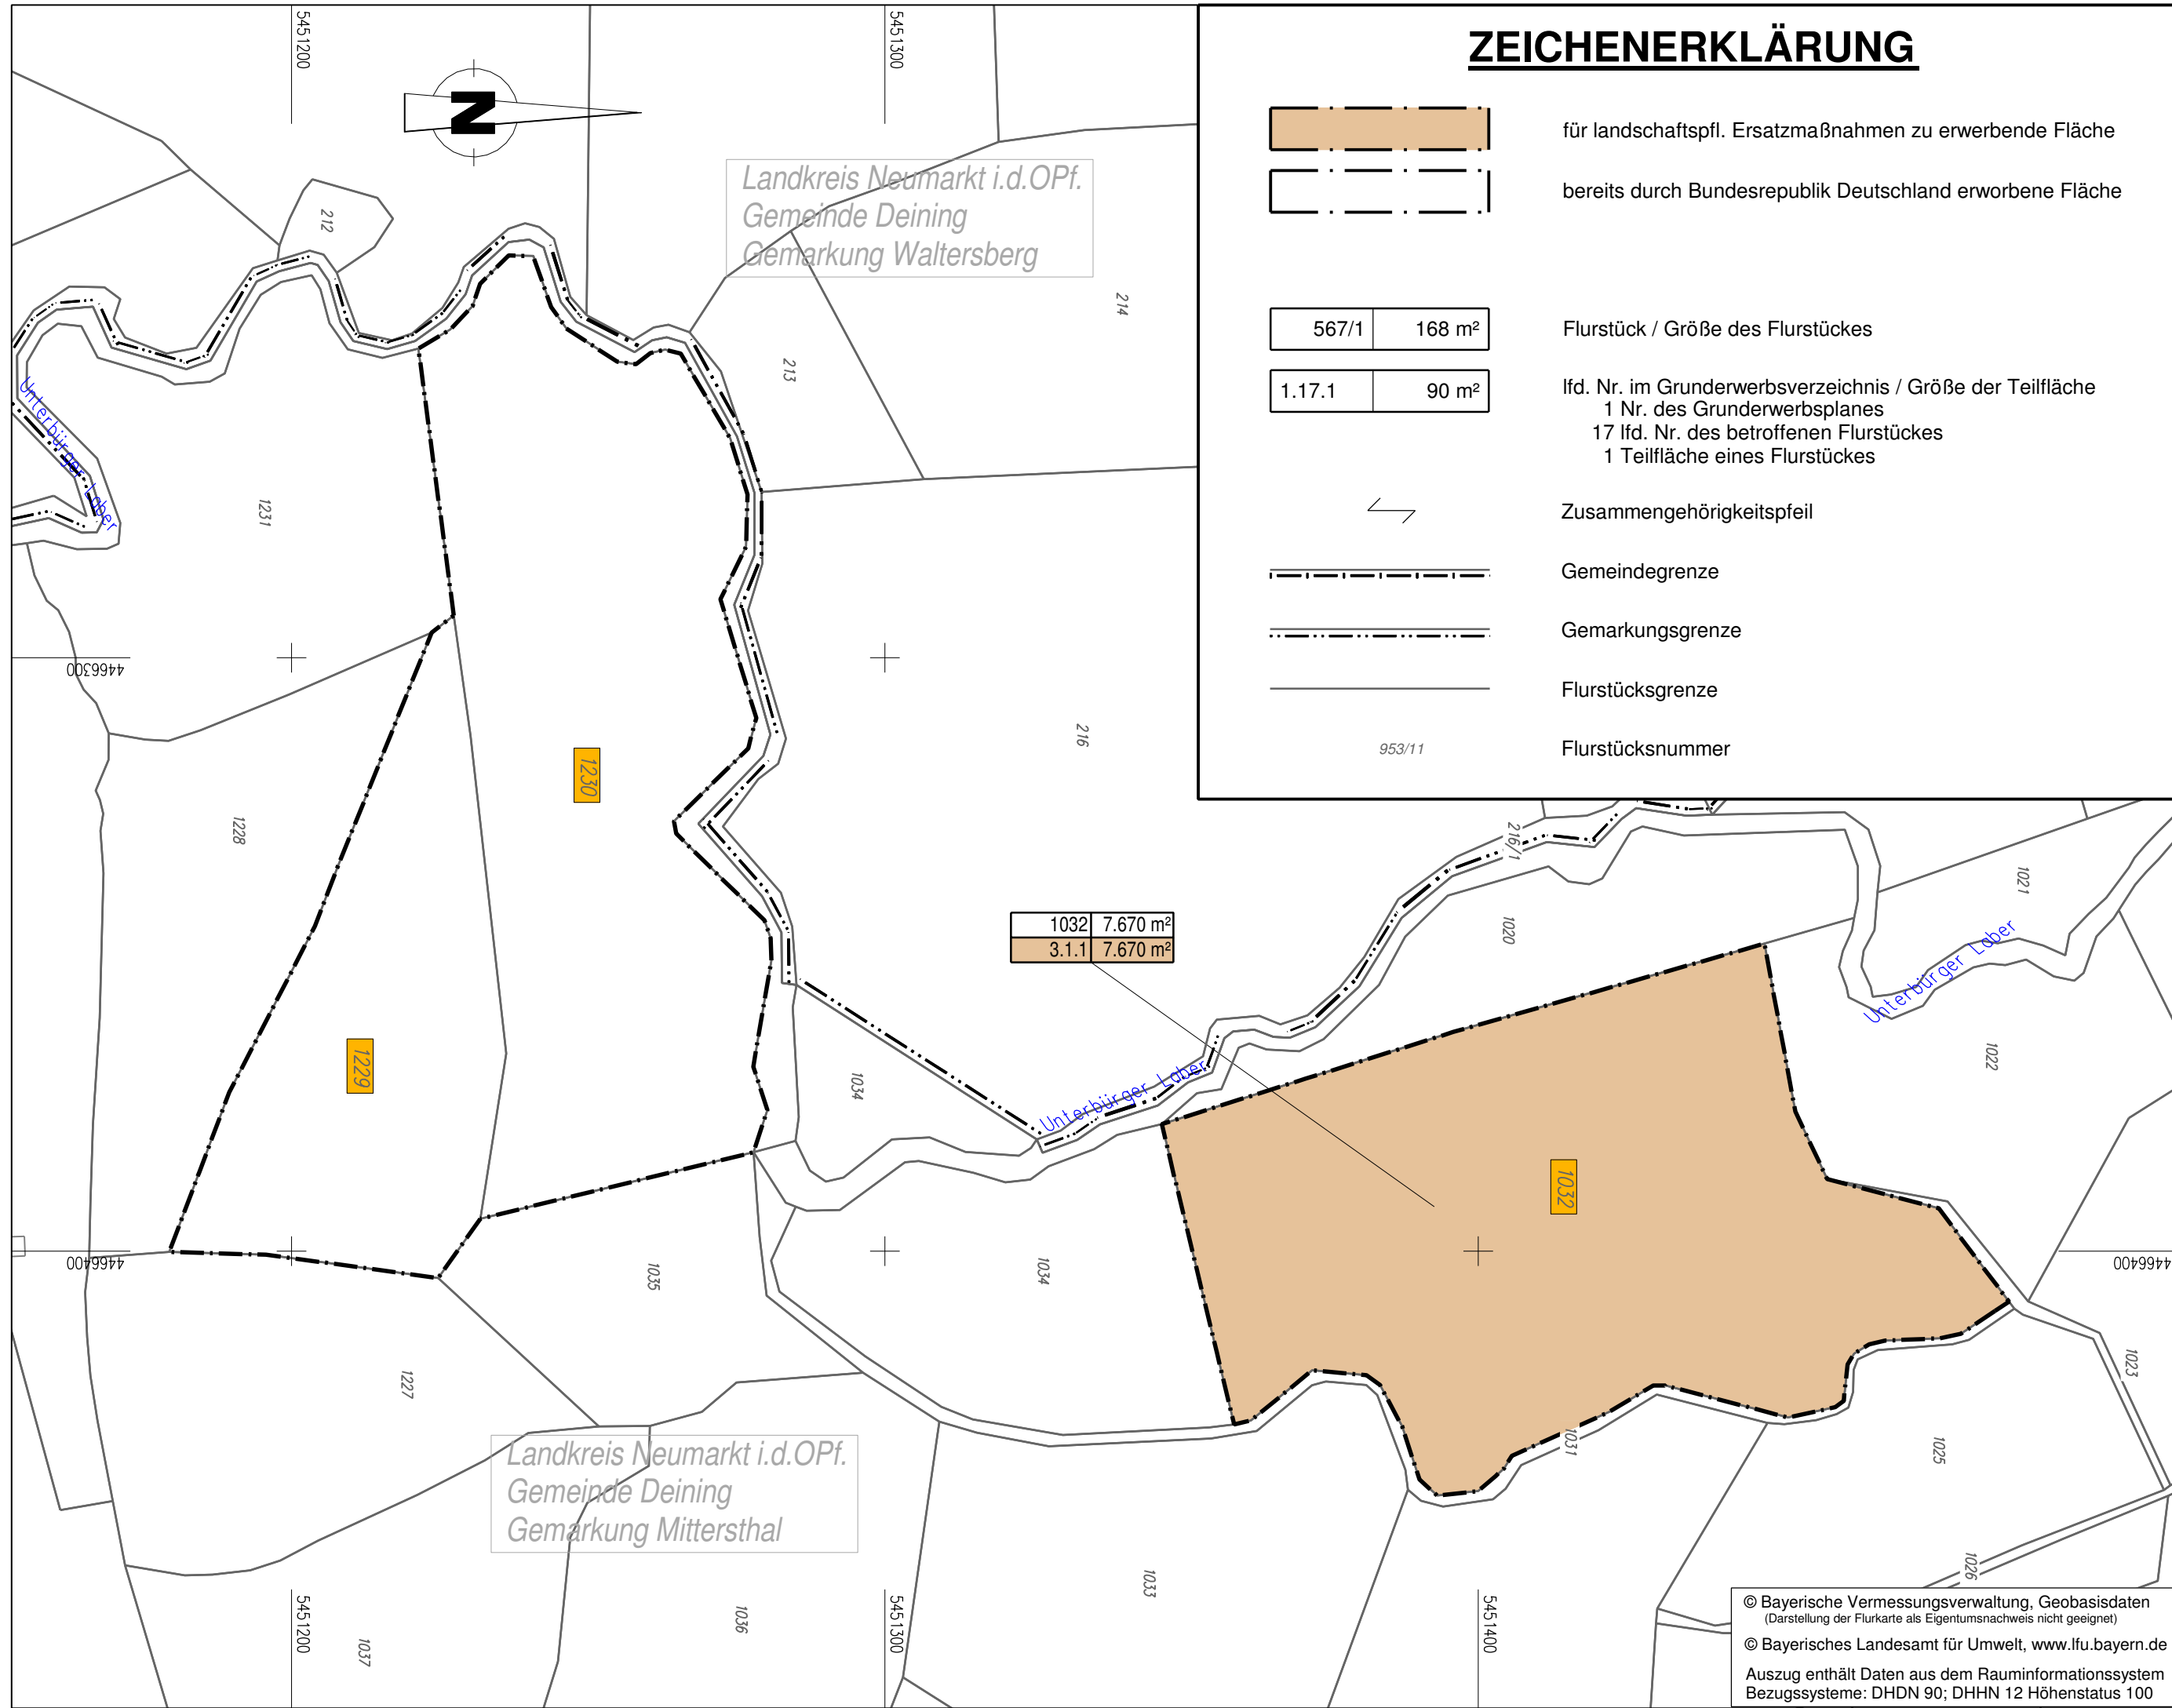 5451200
5451300
N
Landkreis Neumarkt i.d.OPf.
Gemeinde Deining
Gemarkung Waltersberg
212
214
213
ZEICHENERKLÄRUNG
für landschaftspfl. Ersatzmaßnahmen zu erwerbende Fläche
bereits durch Bundesrepublik Deutschland erworbene Fläche
567/1 168 m²
Flurstück / Größe des Flurstückes
1.17.1 90 m²
lfd. Nr. im Grunderwerbsverzeichnis / Größe der Teilfläche
1 Nr. des Grunderwerbsplanes
17 lfd. Nr. des betroffenen Flurstückes
1 Teilfläche eines Flurstückes
Zusammengehörigkeitspfeil
Gemeindegrenze
Gemarkungsgrenze
Flurstücksgrenze
953/11
Flurstücksnummer
Unterbürger Laber
1231
4466300
216
1230
1228
216/1
1021
1020
1032 7.670 m²
3.1.1 7.670 m²
Unterbürger Laber
1022
1229
1034
Unterbürger Laber
1032
4466400
1035
1034
4466400
1227
1023
1031
1025
Landkreis Neumarkt i.d.OPf.
Gemeinde Deining
Gemarkung Mittersthal
1026
1033
1036
1037
5451200
5451300
5451400
© Bayerische Vermessungsverwaltung, Geobasisdaten
(Darstellung der Flurkarte als Eigentumsnachweis nicht geeignet)
© Bayerisches Landesamt für Umwelt, www.lfu.bayern.de
Auszug enthält Daten aus dem Rauminformationssystem
Bezugssysteme: DHDN 90; DHHN 12 Höhenstatus 100